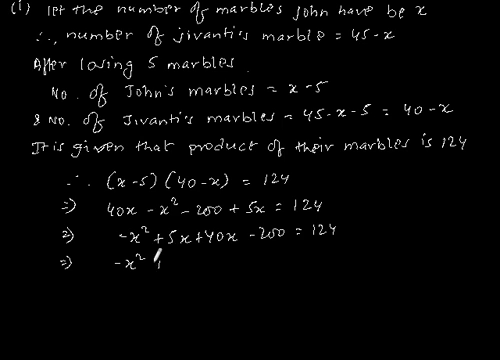 (i) let the number of marbles john have be x
∴, number of jivanti's marble = 45-x
After losing 5 marbles.
No. of John's marbles = x-5
& No. of Jivanti's marbles = 45-x-5 = 40-x
It is given that product of their marbles is 124
∴ (x-5) (40-x) = 124
⇒ 40x - x² - 200 + 5x = 124
⇒ -x² + 5x + 40x - 200 = 124
⇒ -x²